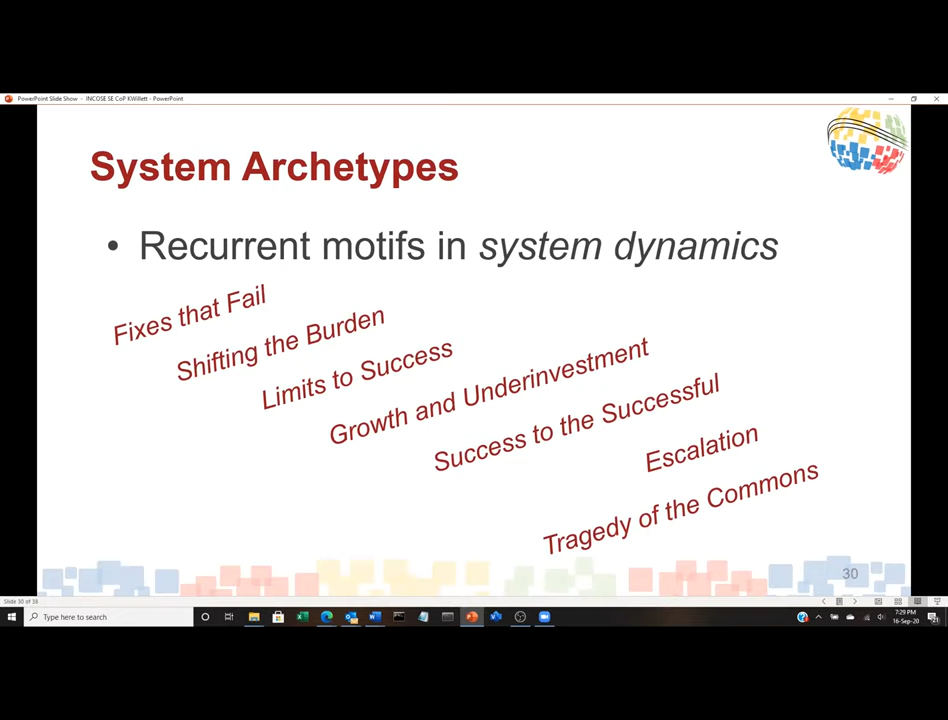 PowerPoint Slide Show - INCOSE SE CoP KWillett - PowerPoint
System Archetypes
• Recurrent motifs in system dynamics
Fixes that Fail
Shifting the Burden
Limits to Success
Growth and Underinvestment
Success to the Successful
Escalation
Tragedy of the Commons
30
Slide 30 of 38
Type here to search
7:29 PM
16-Sep-20